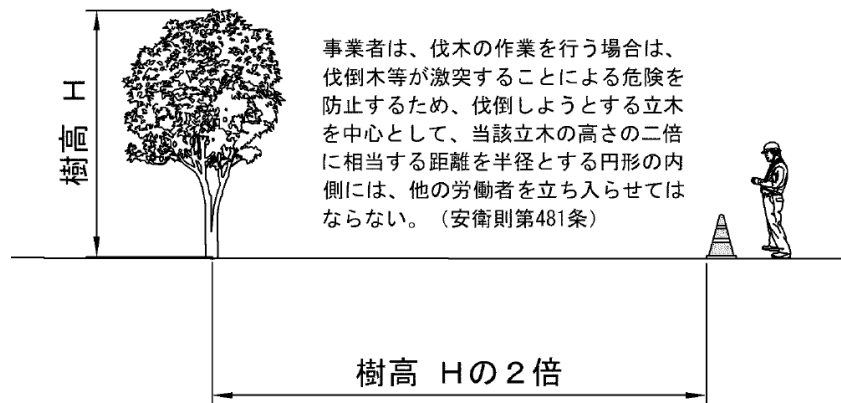 樹高 H
事業者は、伐木の作業を行う場合は、
伐倒木等が激突することによる危険を
防止するため、伐倒しようとする立木
を中心として、当該立木の高さの二倍
に相当する距離を半径とする円形の内
側には、他の労働者を立ち入らせては
ならない。（安衛則第481条）
樹高 Hの２倍